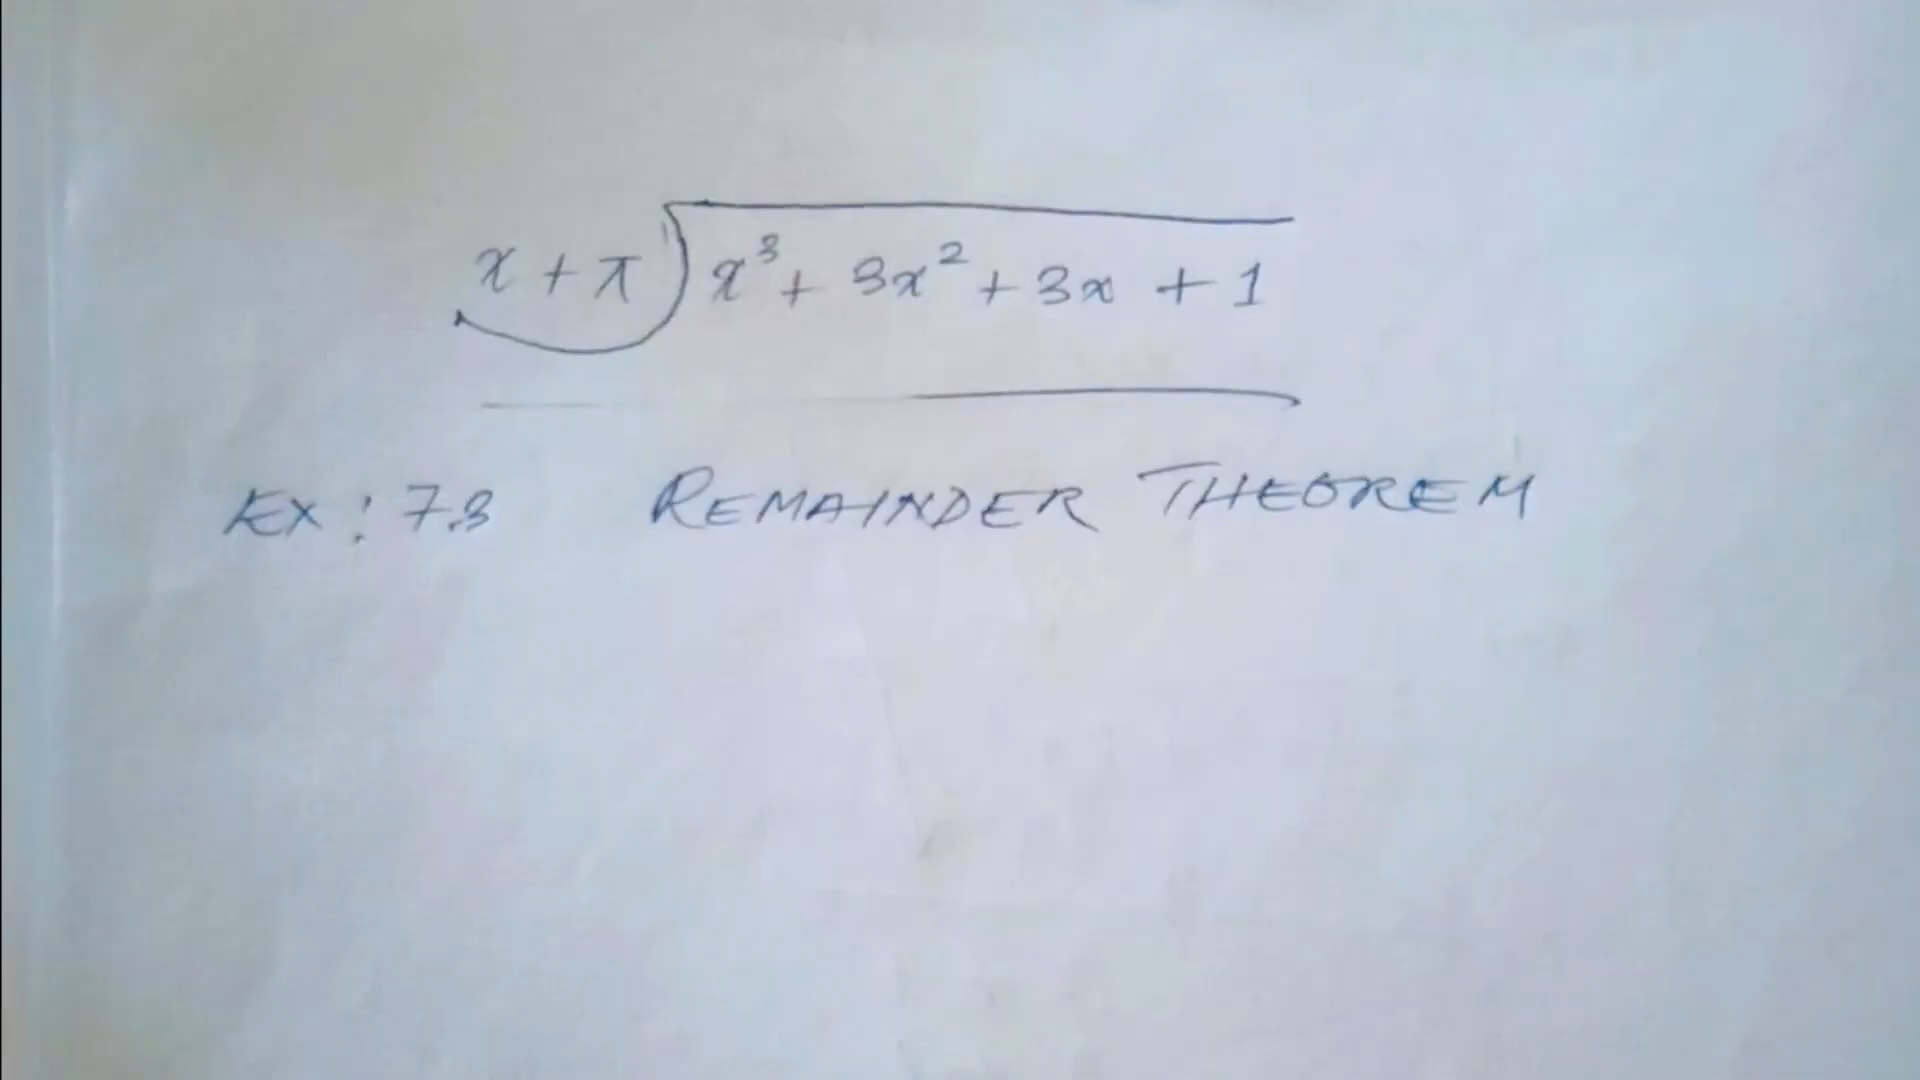 x + π ) x³ + 3x² + 3x + 1
Ex : 7.3 REMAINDER THEOREM